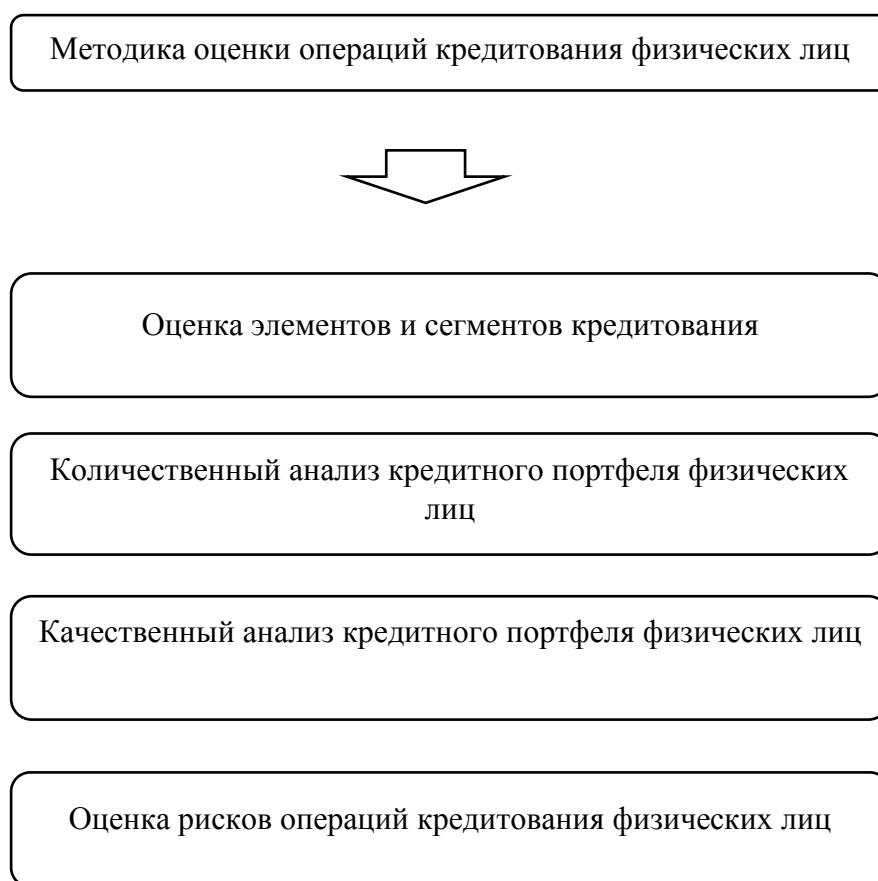 Методика оценки операций кредитования физических лиц
Оценка элементов и сегментов кредитования
Количественный анализ кредитного портфеля физических
лиц
Качественный анализ кредитного портфеля физических лиц
Оценка рисков операций кредитования физических лиц